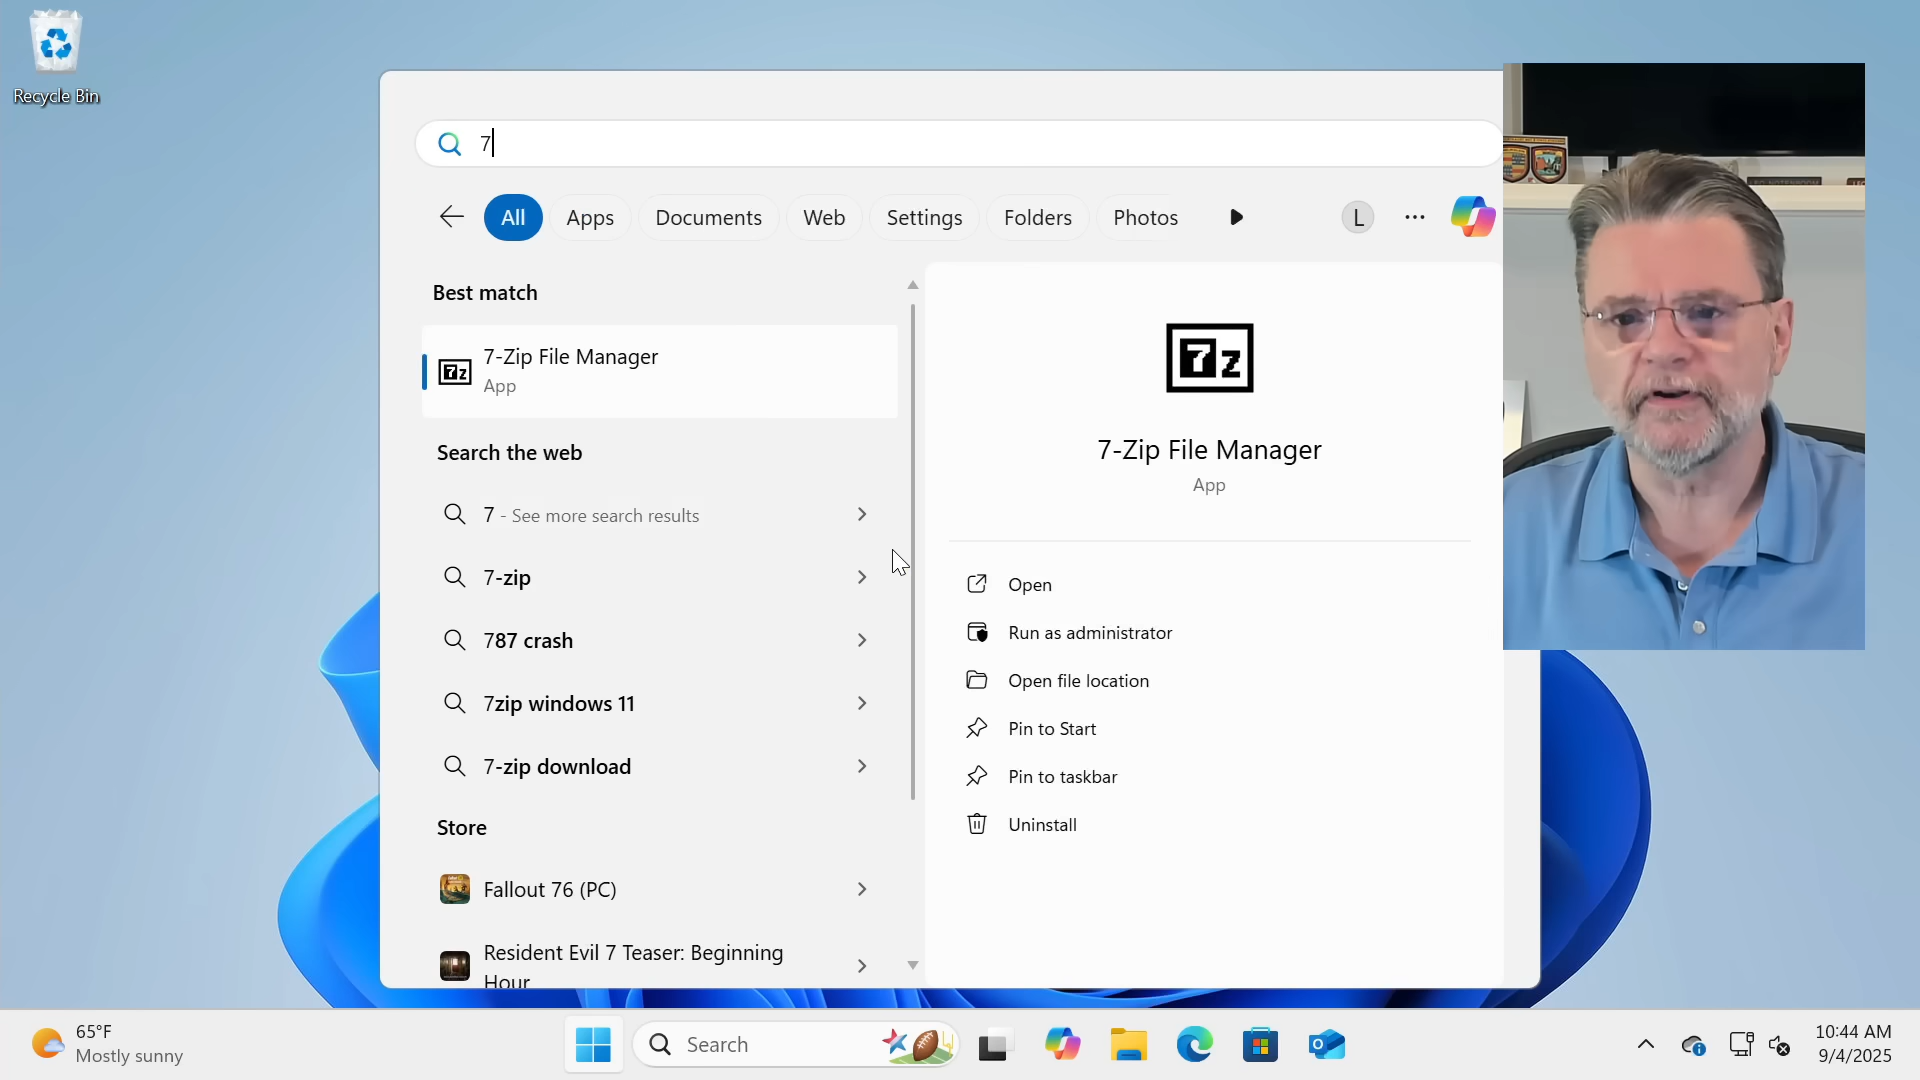 Recycle Bin
7
All
Apps
Documents
Web
Settings
Folders
Photos
L
Best match
7-Zip File Manager
App
Search the web
7 - See more search results
7-zip
787 crash
7zip windows 11
7-zip download
Store
Fallout 76 (PC)
Resident Evil 7 Teaser: Beginning
Hour
7z
7-Zip File Manager
App
Open
Run as administrator
Open file location
Pin to Start
Pin to taskbar
Uninstall
65°F
Mostly sunny
Search
10:44 AM
9/4/2025